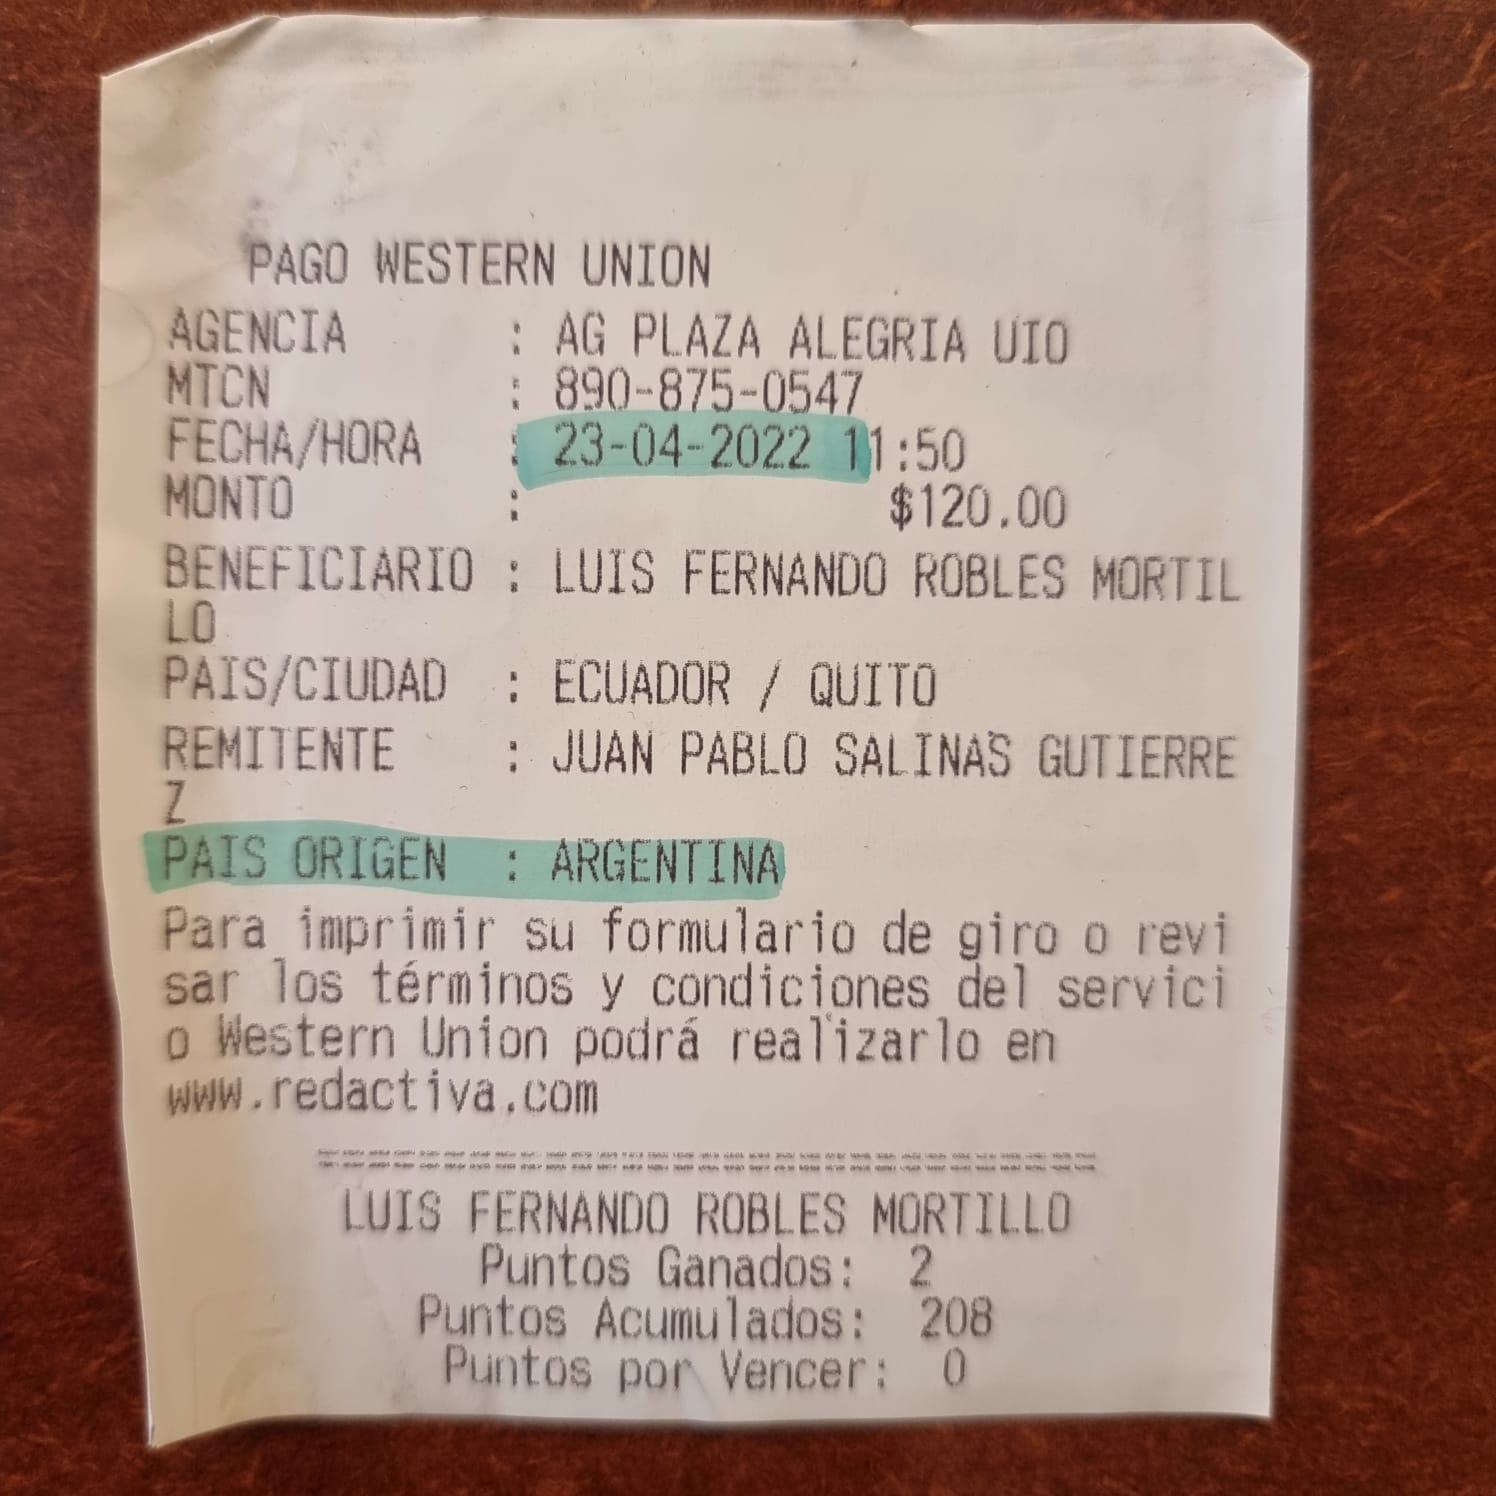 PAGO WESTERN UNION
AGENCIA : AG PLAZA ALEGRIA UIO
MTCN : 890-875-0547
FECHA/HORA : 23-04-2022 11:50
MONTO : $120.00
BENEFICIARIO : LUIS FERNANDO ROBLES MORTIL
LO
PAIS/CIUDAD : ECUADOR / QUITO
REMITENTE : JUAN PABLO SALINAS GUTIERRE
Z
PAIS ORIGEN : ARGENTINA
Para imprimir su formulario de giro o revi
sar los términos y condiciones del servici
o Western Union podrá realizarlo en
www.redactiva.com
==============================
LUIS FERNANDO ROBLES MORTILLO
Puntos Ganados: 2
Puntos Acumulados: 208
Puntos por Vencer: 0